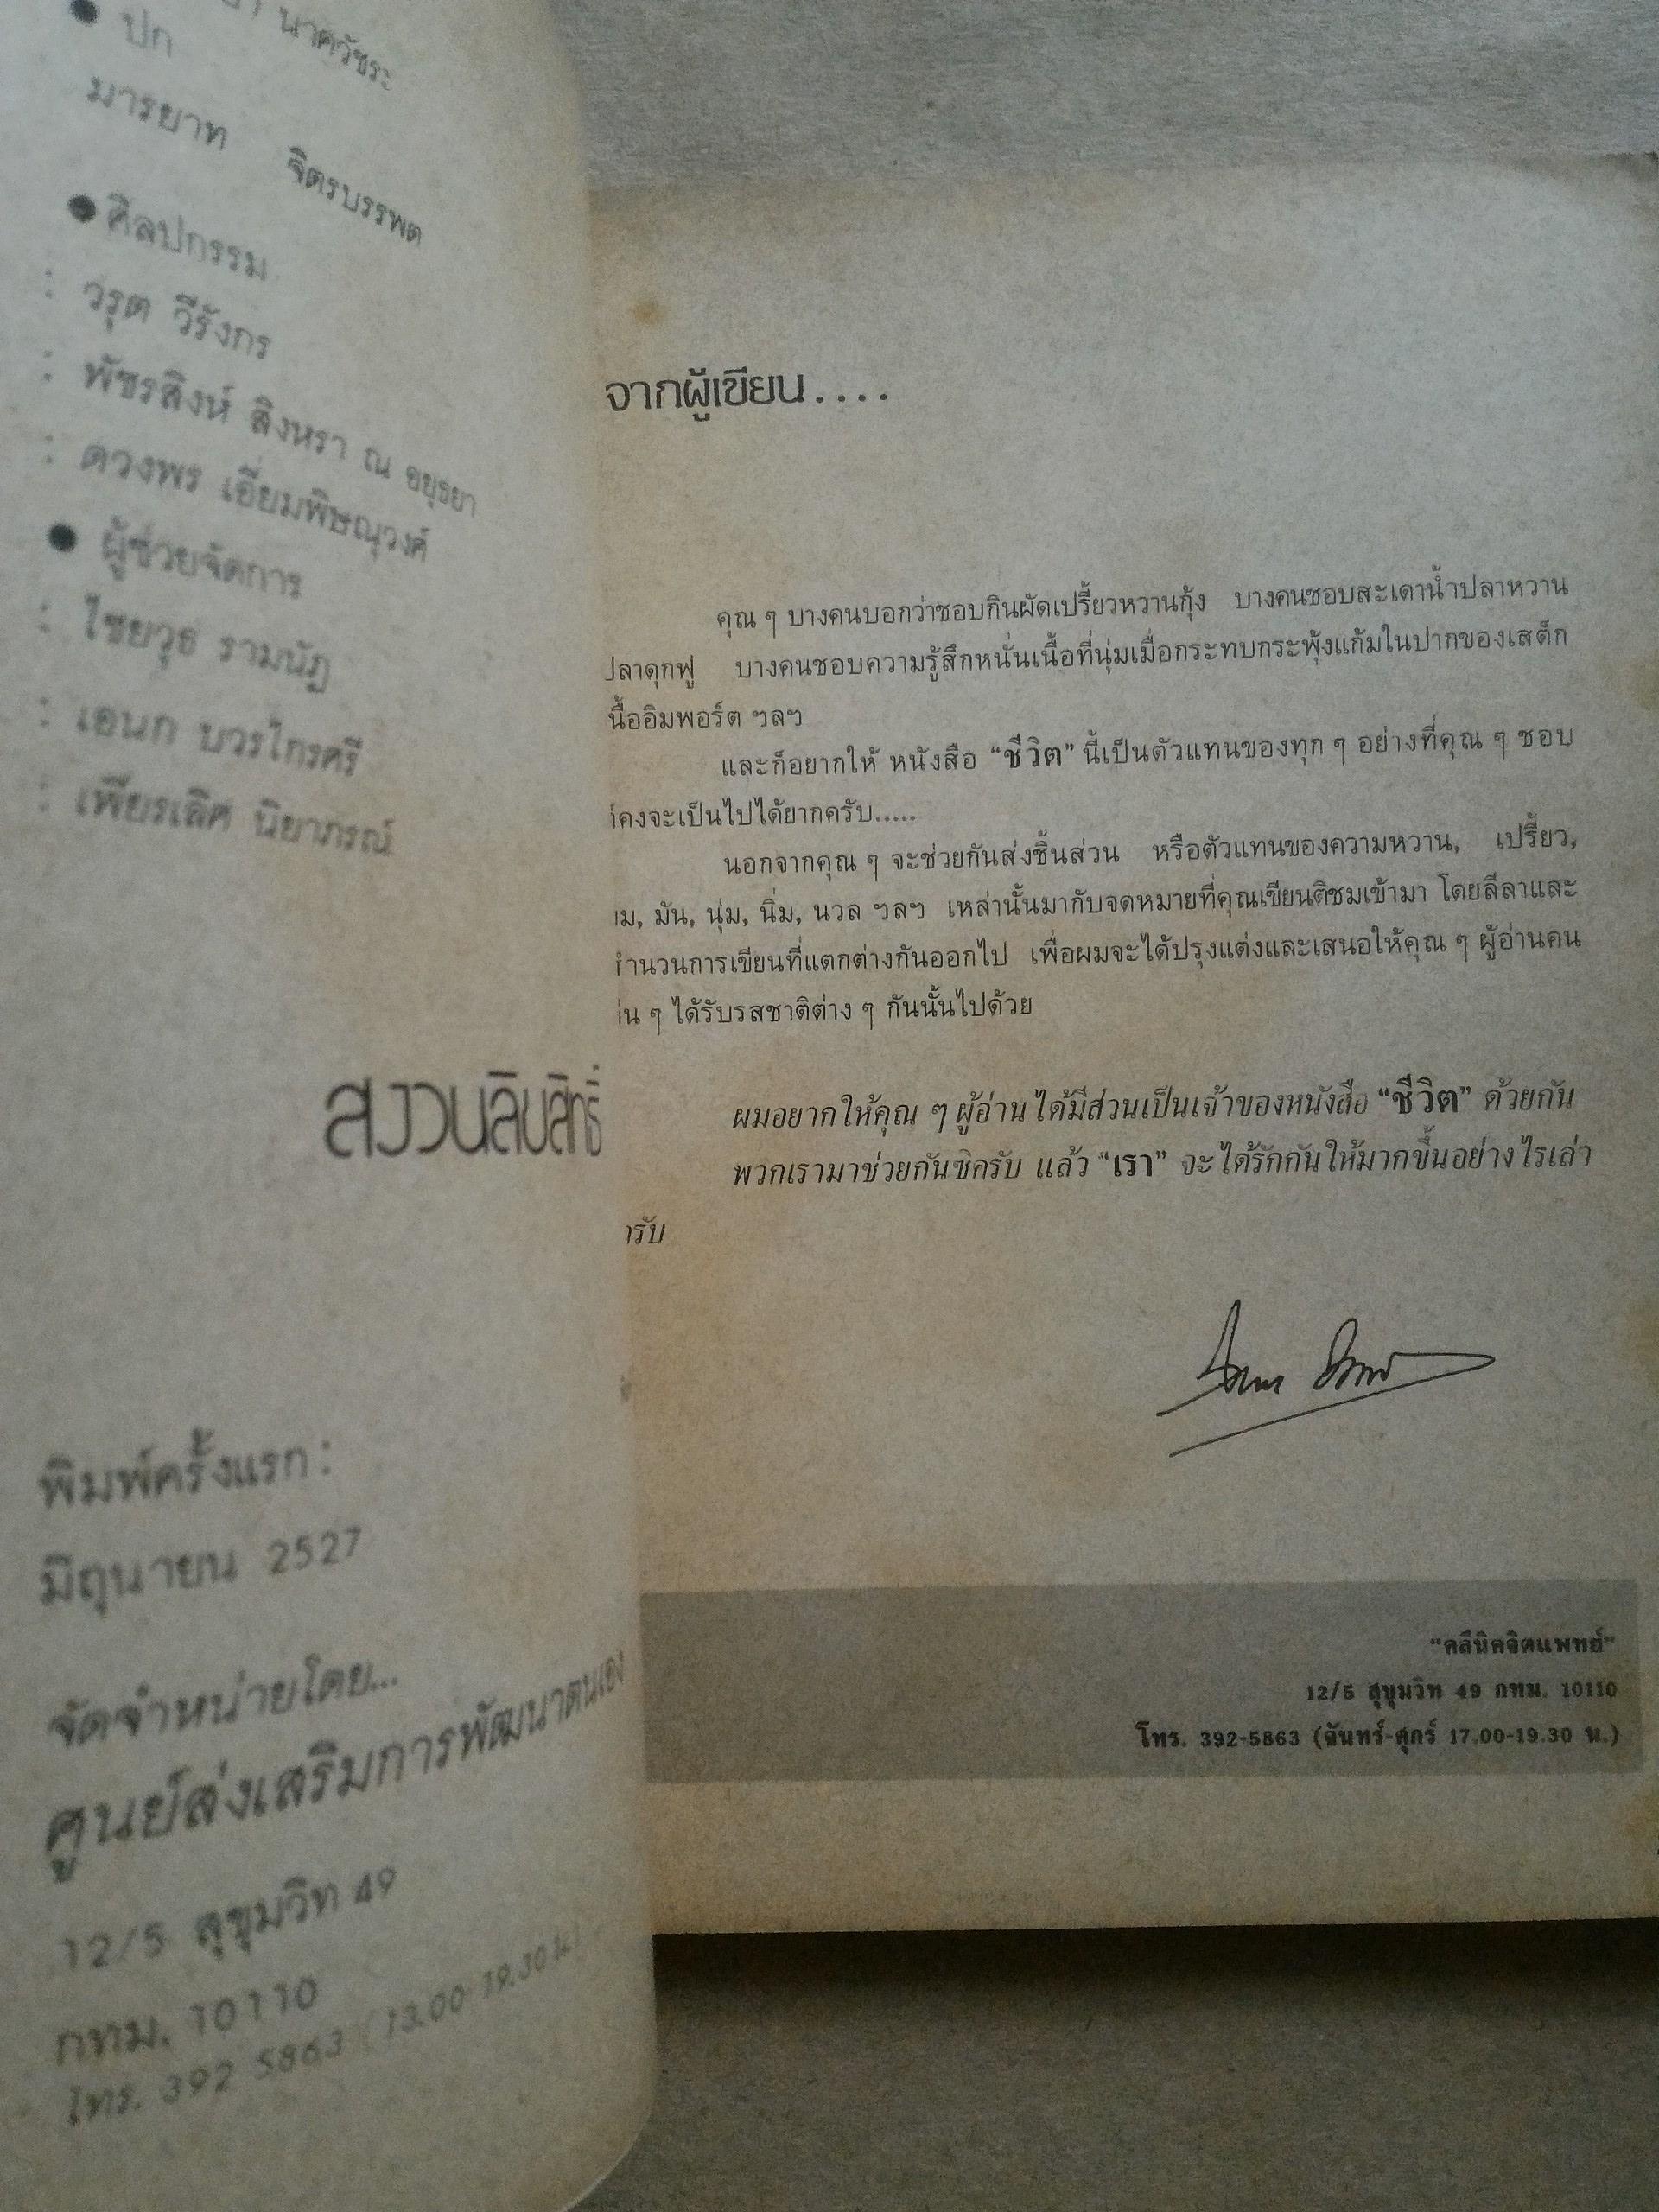 นาควัชระ
● ปก
มารยาท จิตรบรรพต
● ศิลปกรรม
: วรุต วีรังกร
: พัชรสิงห์ สิงหรา ณ อยุธยา
: ดวงพร เอี่ยมพิษณุวงศ์
● ผู้ช่วยจัดการ
: ไชยวุธ รามนัฏ
: เอนก บวรไกรศรี
: เพียรเลิศ นิยาภรณ์
สงวนลิขสิทธิ์
พิมพ์ครั้งแรก:
มิถุนายน 2527
จัดจำหน่ายโดย...
ศูนย์ส่งเสริมการพัฒนาตนเอง
12/5 สุขุมวิท 49
กทม. 10110
โทร. 392 5863 (13.00 19.30 น)
จากผู้เขียน....
คุณ ๆ บางคนบอกว่าชอบกินผัดเปรี้ยวหวานกุ้ง บางคนชอบสะเดาน้ำปลาหวาน
ปลาดุกฟู บางคนชอบความรู้สึกหนั่นเนื้อที่นุ่มเมื่อกระทบกระพุ้งแก้มในปากของเสต็ก
นื้ออิมพอร์ต ฯลฯ
และก็อยากให้ หนังสือ “ชีวิต” นี้เป็นตัวแทนของทุก ๆ อย่างที่คุณ ๆ ชอบ
คงจะเป็นไปได้ยากครับ.....
นอกจากคุณ ๆ จะช่วยกันส่งชิ้นส่วน หรือตัวแทนของความหวาน, เปรี้ยว,
ม, มัน, นุ่ม, นิ่ม, นวล ฯลฯ เหล่านั้นมากับจดหมายที่คุณเขียนติชมเข้ามา โดยลีลาและ
ำนวนการเขียนที่แตกต่างกันออกไป เพื่อผมจะได้ปรุงแต่งและเสนอให้คุณ ๆ ผู้อ่านคน
น ๆ ได้รับรสชาติต่าง ๆ กันนั้นไปด้วย
ผมอยากให้คุณ ๆ ผู้อ่าน ได้มีส่วนเป็นเจ้าของหนังสือ “ชีวิต” ด้วยกัน
พวกเรามาช่วยกันซิครับ แล้ว “เรา” จะได้รักกันให้มากขึ้นอย่างไรเล่า
รับ
“คลีนิคจิตแพทย์”
12/5 สุขุมวิท 49 กทม. 10110
โทร. 392-5863 (จันทร์-ศุกร์ 17.00-19.30 น.)